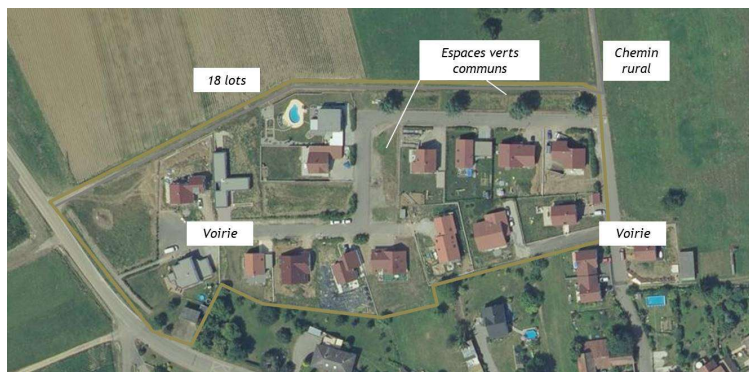 Espaces verts
communs
Chemin
rural
18 lots
Voirie
Voirie